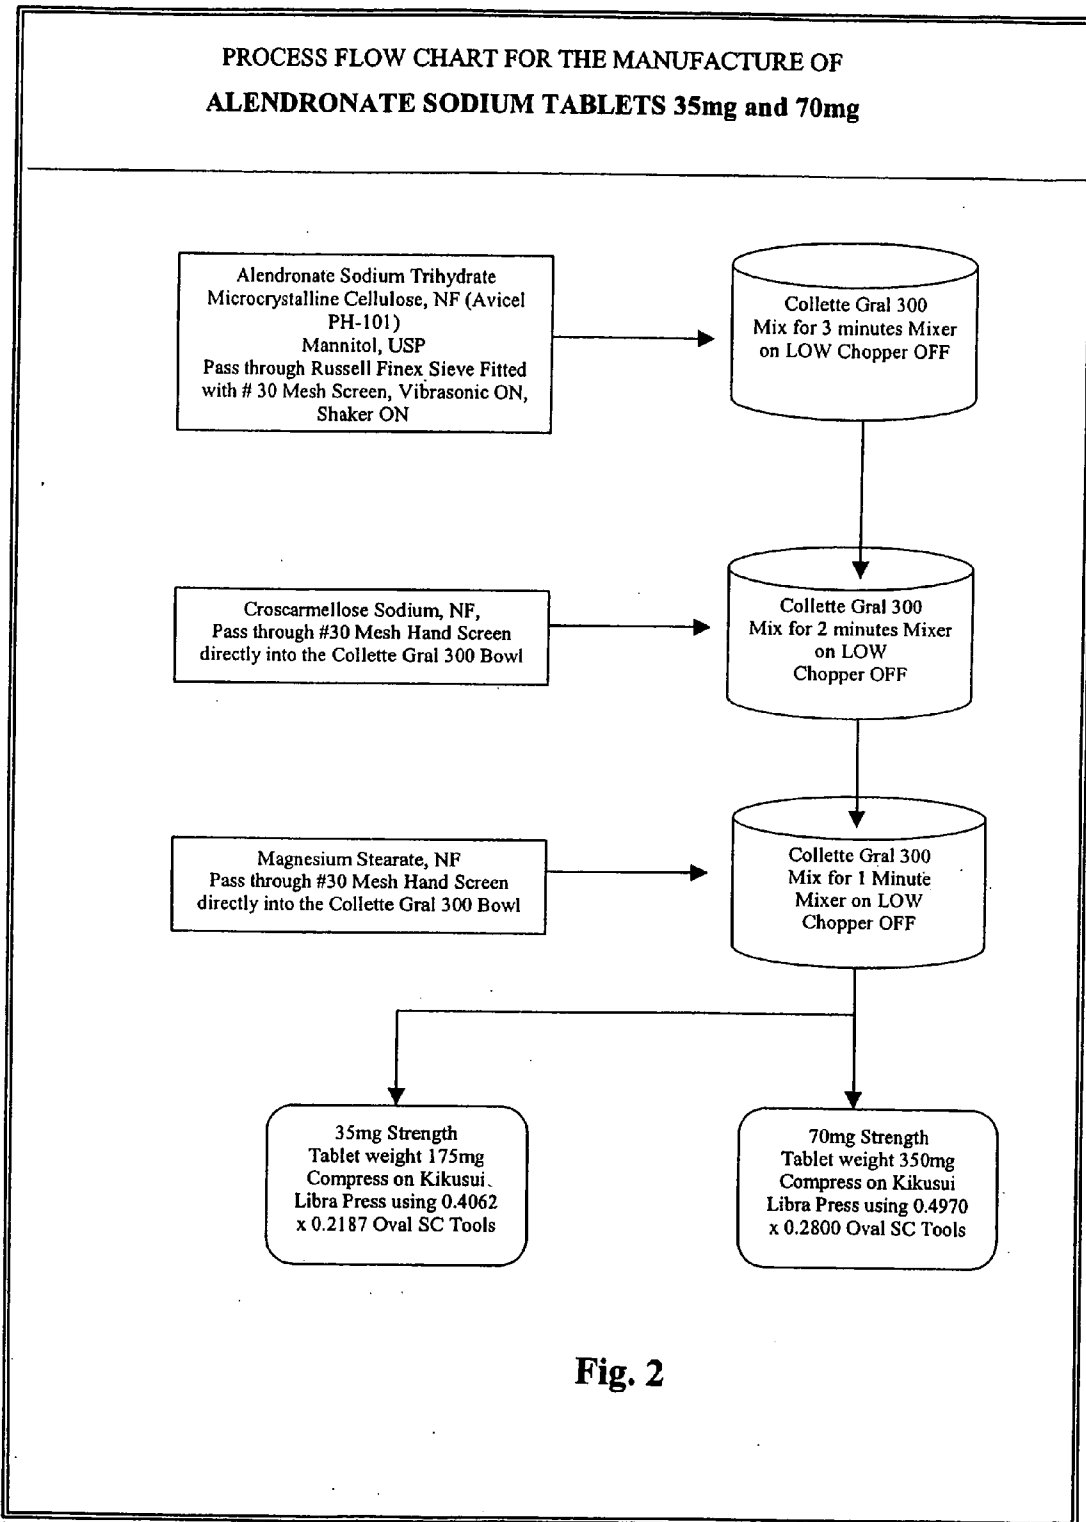 PROCESS FLOW CHART FOR THE MANUFACTURE OF
ALENDRONATE SODIUM TABLETS 35mg and 70mg
Alendronate Sodium Trihydrate
Microcrystalline Cellulose, NF (Avicel
PH-101)
Mannitol, USP
Pass through Russell Finex Sieve Fitted
with # 30 Mesh Screen, Vibrasonic ON,
Shaker ON
Collette Gral 300
Mix for 3 minutes Mixer
on LOW Chopper OFF
Croscarmellose Sodium, NF,
Pass through #30 Mesh Hand Screen
directly into the Collette Gral 300 Bowl
Collette Gral 300
Mix for 2 minutes Mixer
on LOW
Chopper OFF
Magnesium Stearate, NF
Pass through #30 Mesh Hand Screen
directly into the Collette Gral 300 Bowl
Collette Gral 300
Mix for 1 Minute
Mixer on LOW
Chopper OFF
35mg Strength
Tablet weight 175mg
Compress on Kikusui
Libra Press using 0.4062
x 0.2187 Oval SC Tools
70mg Strength
Tablet weight 350mg
Compress on Kikusui
Libra Press using 0.4970
x 0.2800 Oval SC Tools
Fig. 2